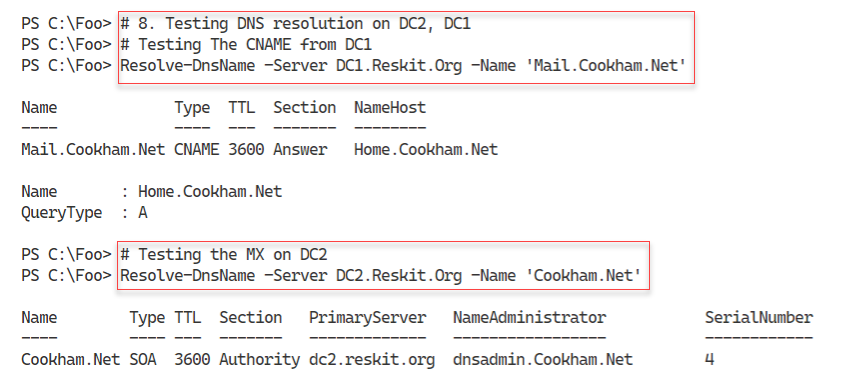 PS C:\Foo> # 8. Testing DNS resolution on DC2, DC1
PS C:\Foo> # Testing The CNAME from DC1
PS C:\Foo> Resolve-DnsName -Server DC1.Reskit.Org -Name 'Mail.Cookham.Net'
Name Type TTL Section NameHost
---- ---- --- ------- --------
Mail.Cookham.Net CNAME 3600 Answer Home.Cookham.Net
Name : Home.Cookham.Net
QueryType : A
PS C:\Foo> # Testing the MX on DC2
PS C:\Foo> Resolve-DnsName -Server DC2.Reskit.Org -Name 'Cookham.Net'
Name Type TTL Section PrimaryServer NameAdministrator SerialNumber
---- ---- --- ------- ------------- ----------------- ------------
Cookham.Net SOA 3600 Authority dc2.reskit.org dnsadmin.Cookham.Net 4